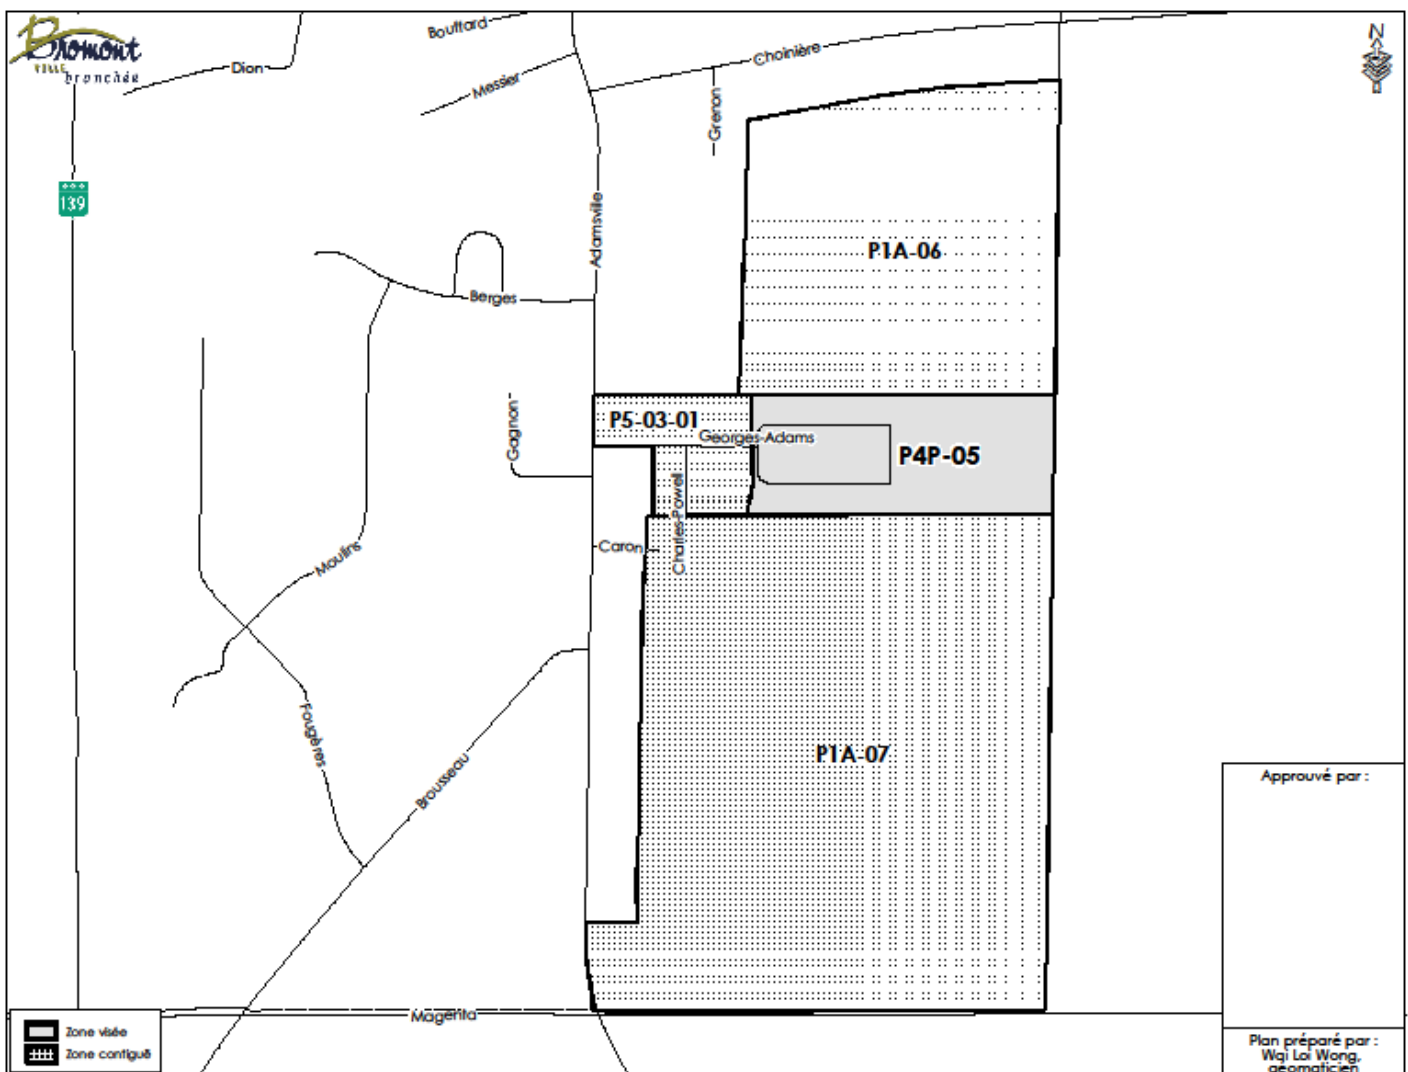 Bromont
VILLE
branchée
Bouffard
Dion
Messier
Choinière
Grenon
N
139
Adamsville
P1A-06
Berges
Gagnon
P5-03-01
Georges-Adams
P4P-05
Charles-Powell
Caron
Moulins
Fougères
Brousseau
P1A-07
Approuvé par :
Magenta
Zone visée
Zone contiguë
Plan préparé par :
Wai Loi Wong,
géomaticien